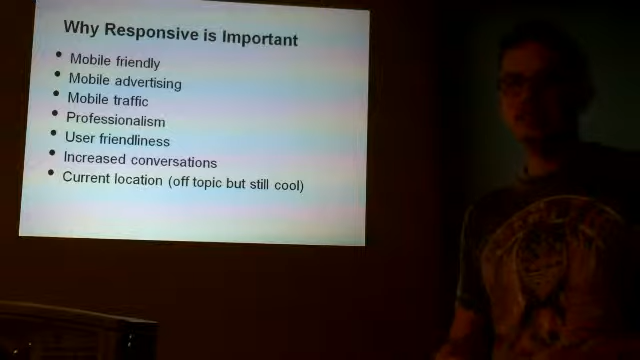 Why Responsive is Important
• Mobile friendly
• Mobile advertising
• Mobile traffic
• Professionalism
• User friendliness
• Increased conversations
• Current location (off topic but still cool)